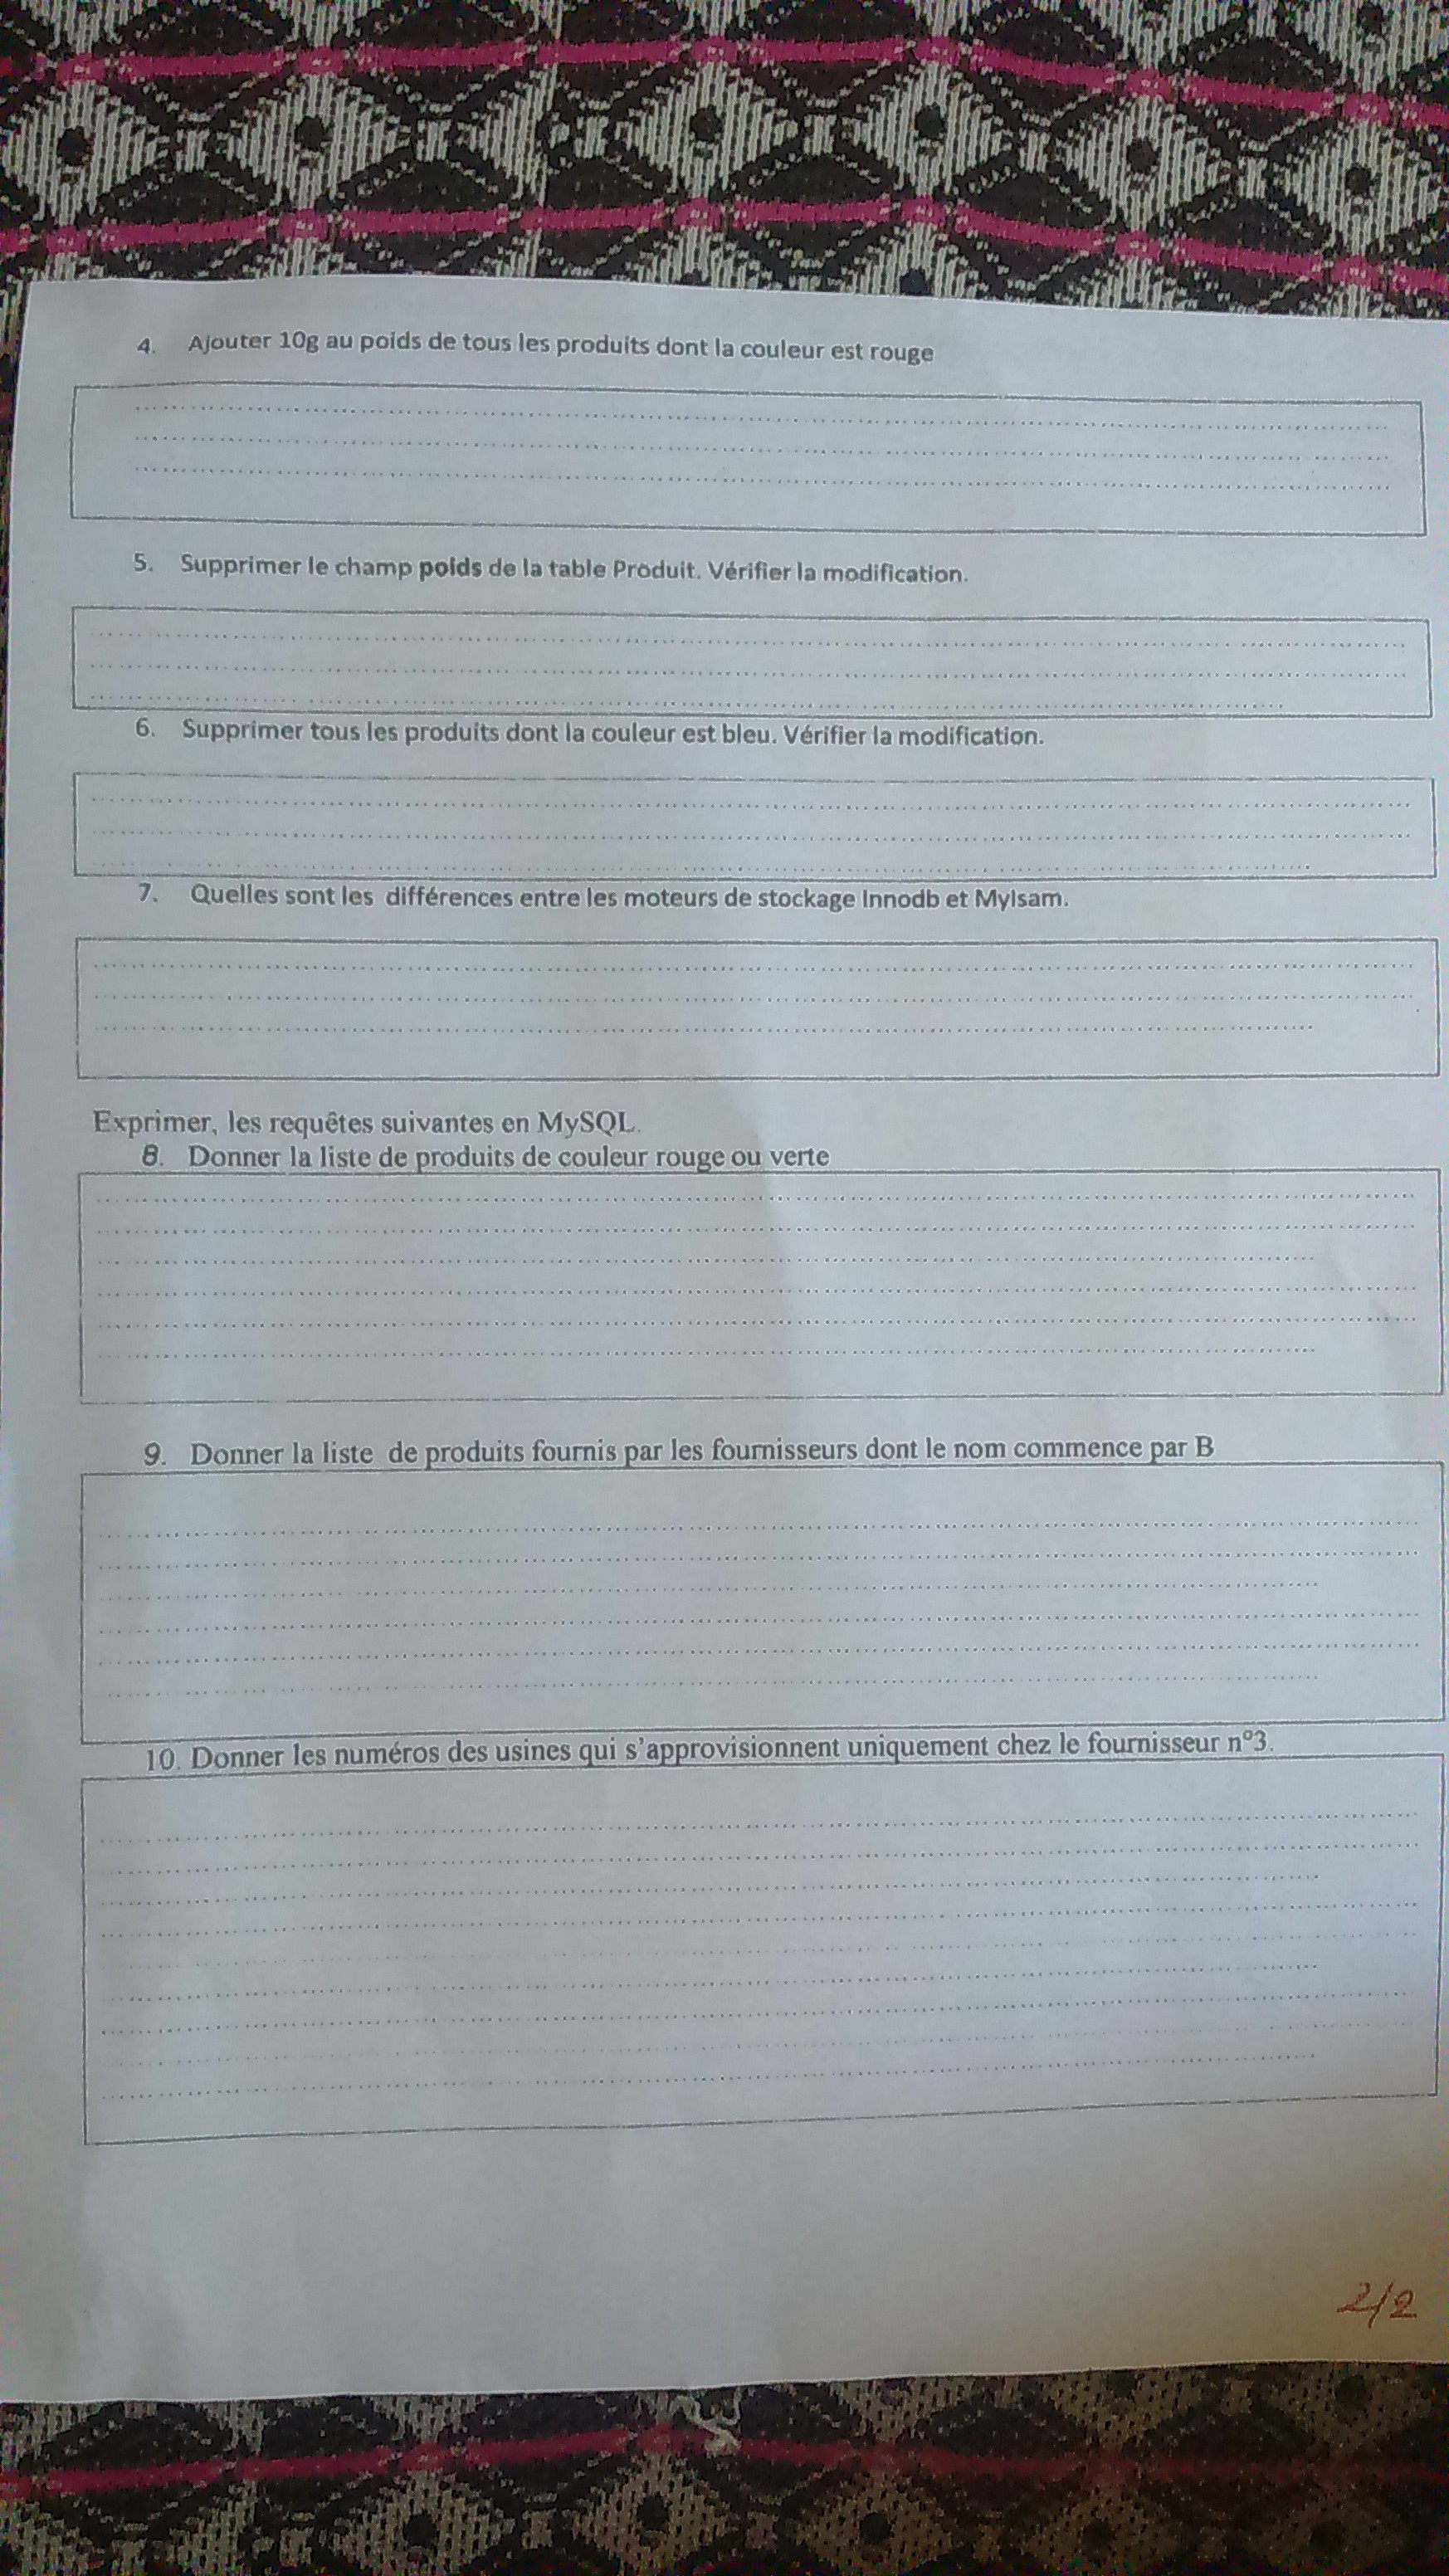 4. Ajouter 10g au poids de tous les produits dont la couleur est rouge
5. Supprimer le champ poids de la table Produit. Vérifier la modification.
6. Supprimer tous les produits dont la couleur est bleu. Vérifier la modification.
7. Quelles sont les différences entre les moteurs de stockage Innodb et MyIsam.
Exprimer, les requêtes suivantes en MySQL.
8. Donner la liste de produits de couleur rouge ou verte
9. Donner la liste de produits fournis par les fournisseurs dont le nom commence par B
10. Donner les numéros des usines qui s'approvisionnent uniquement chez le fournisseur n°3.
2/2